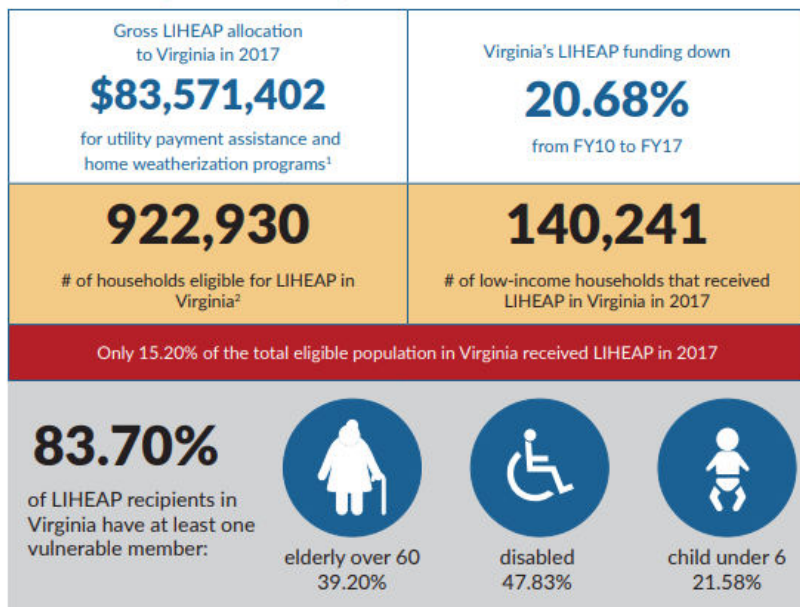 Gross LIHEAP allocation
to Virginia in 2017
$83,571,402
for utility payment assistance and
home weatherization programs¹
Virginia's LIHEAP funding down
20.68%
from FY10 to FY17
922,930
# of households eligible for LIHEAP in
Virginia²
140,241
# of low-income households that received
LIHEAP in Virginia in 2017
Only 15.20% of the total eligible population in Virginia received LIHEAP in 2017
83.70%
of LIHEAP recipients in
Virginia have at least one
vulnerable member:
elderly over 60
39.20%
disabled
47.83%
child under 6
21.58%